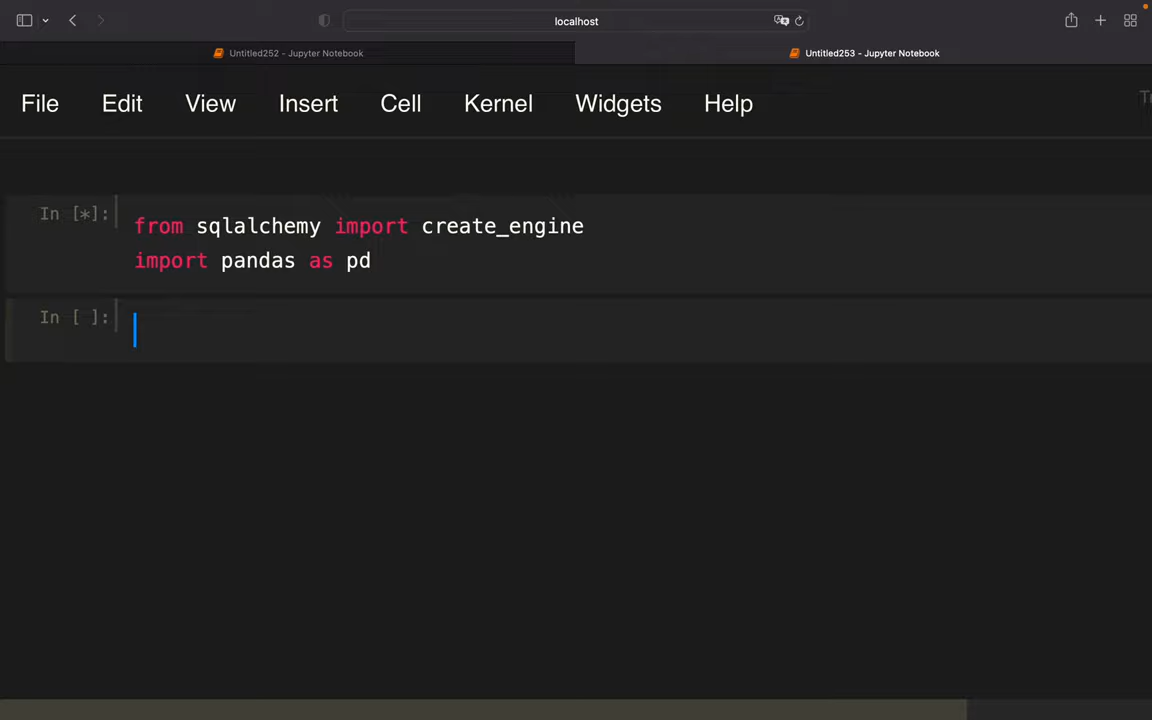 localhost
Untitled252 - Jupyter Notebook
Untitled253 - Jupyter Notebook
File Edit View Insert Cell Kernel Widgets Help
In [*]:
from sqlalchemy import create_engine
import pandas as pd
In [ ]: